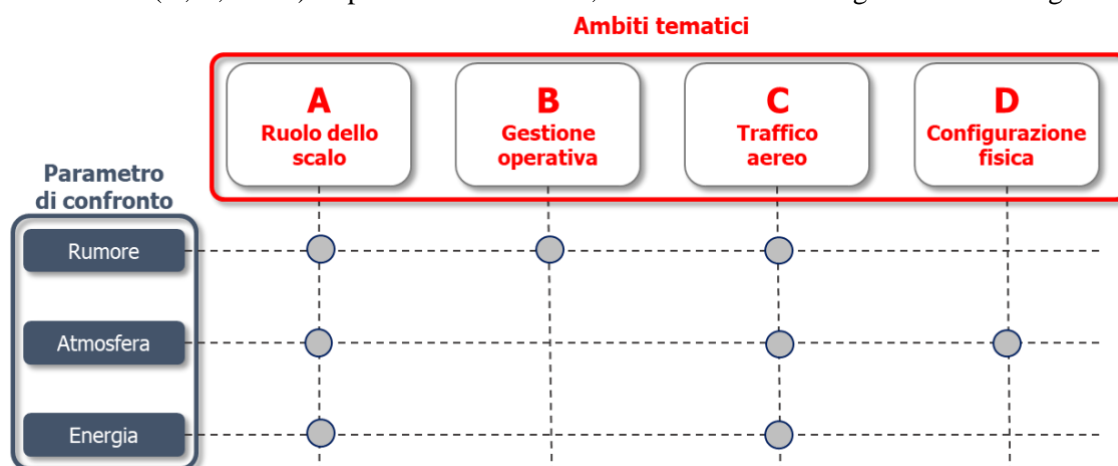 Ambiti tematici
A
Ruolo dello
scalo
B
Gestione
operativa
C
Traffico
aereo
D
Configurazione
fisica
Parametro
di confronto
Rumore
Atmosfera
Energia